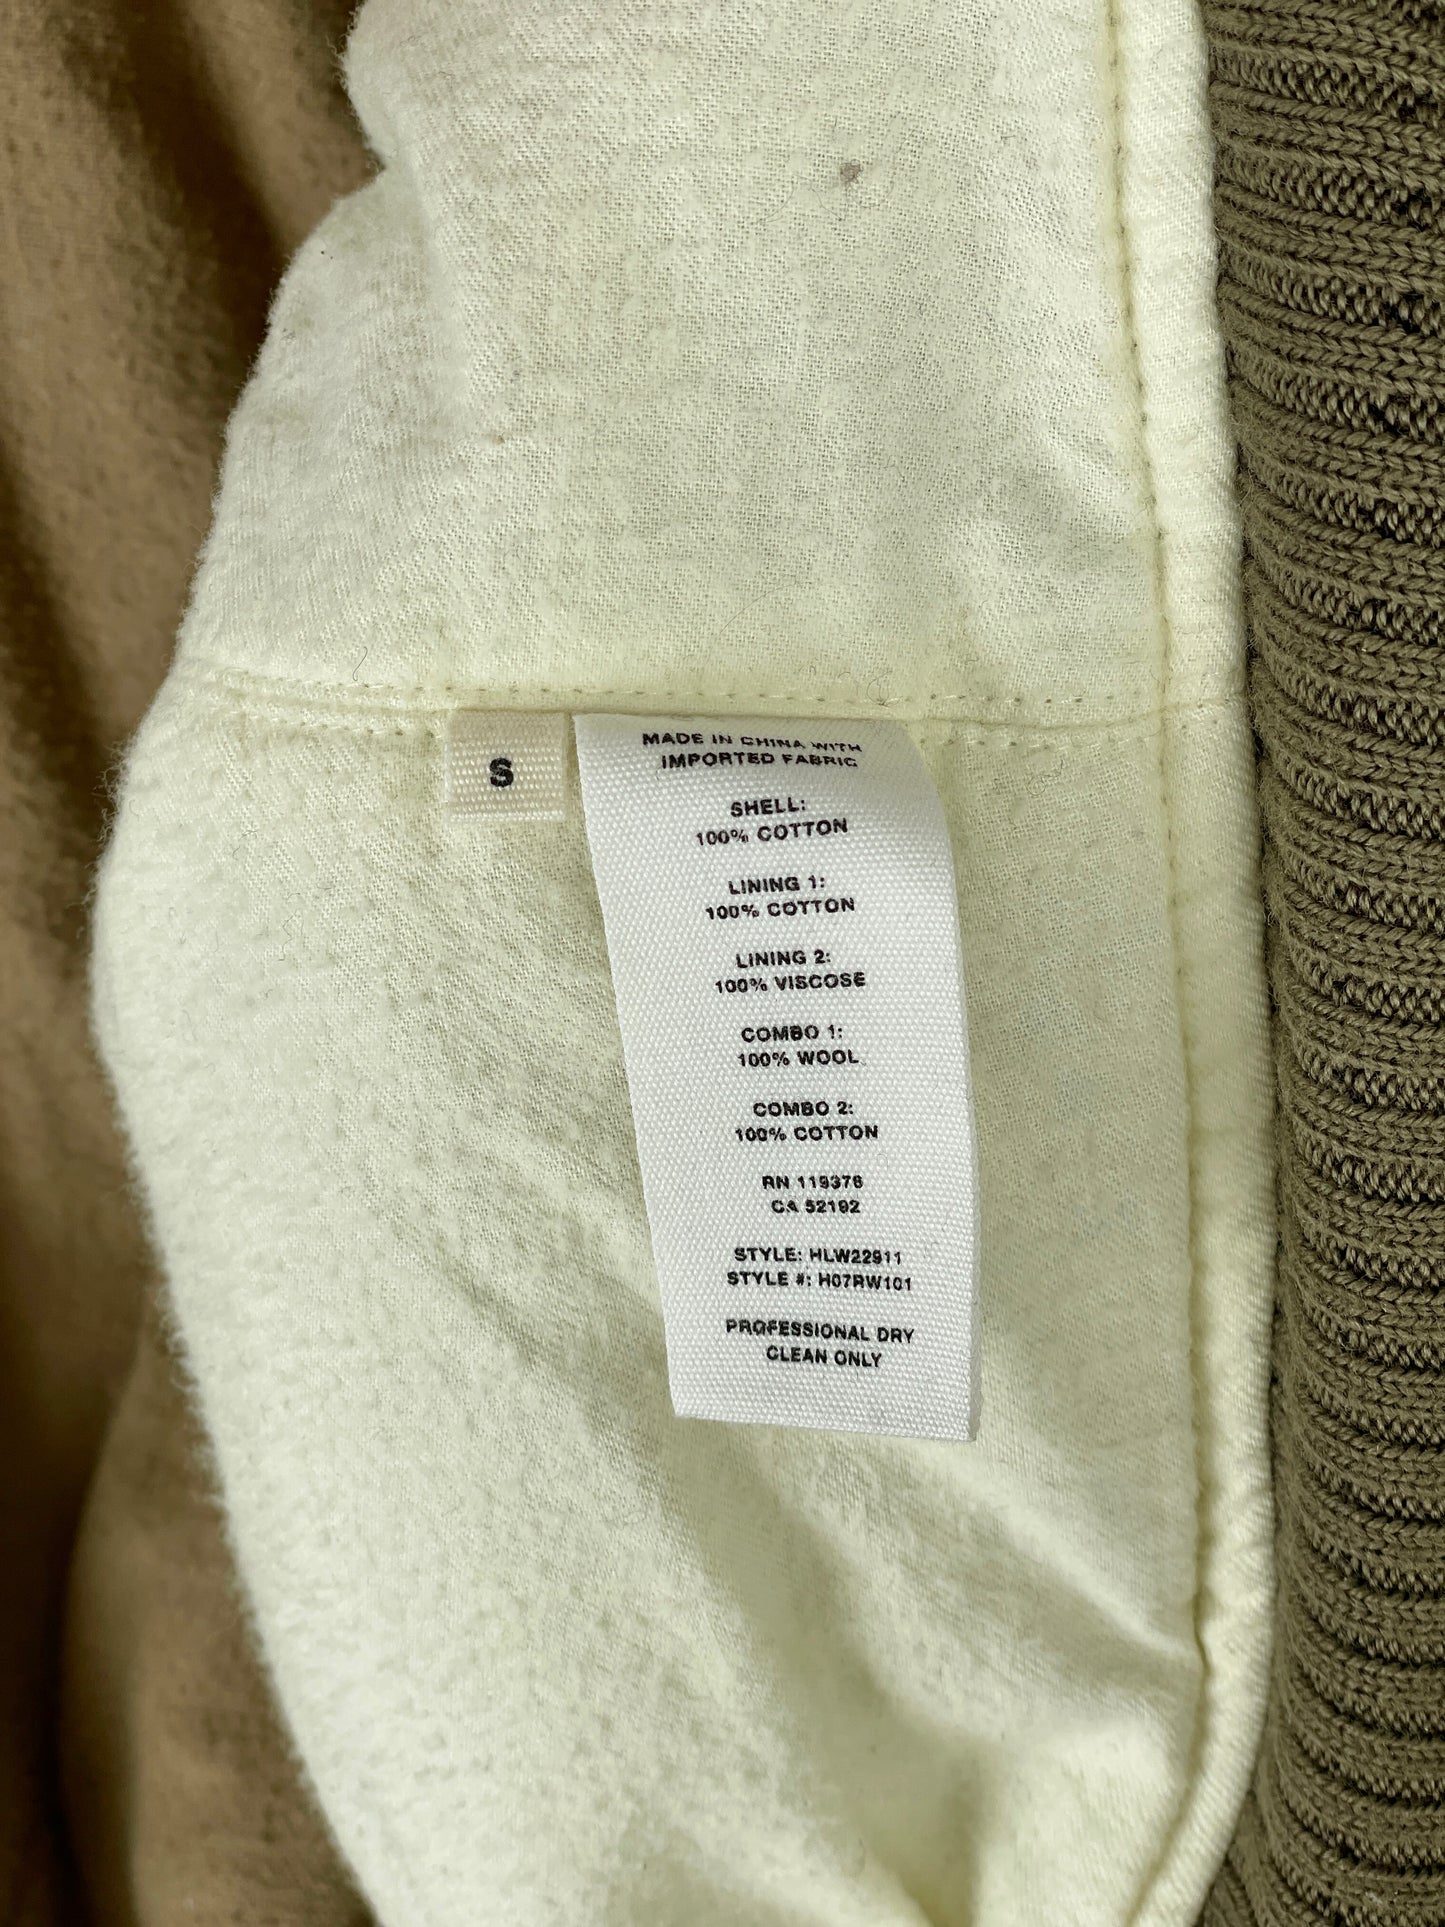 S
MADE IN CHINA WITH
IMPORTED FABRIC
SHELL:
100% COTTON
LINING 1:
100% COTTON
LINING 2:
100% VISCOSE
COMBO 1:
100% WOOL
COMBO 2:
100% COTTON
RN 119376
CA 52192
STYLE: HLW22911
STYLE #: H07RW101
PROFESSIONAL DRY
CLEAN ONLY